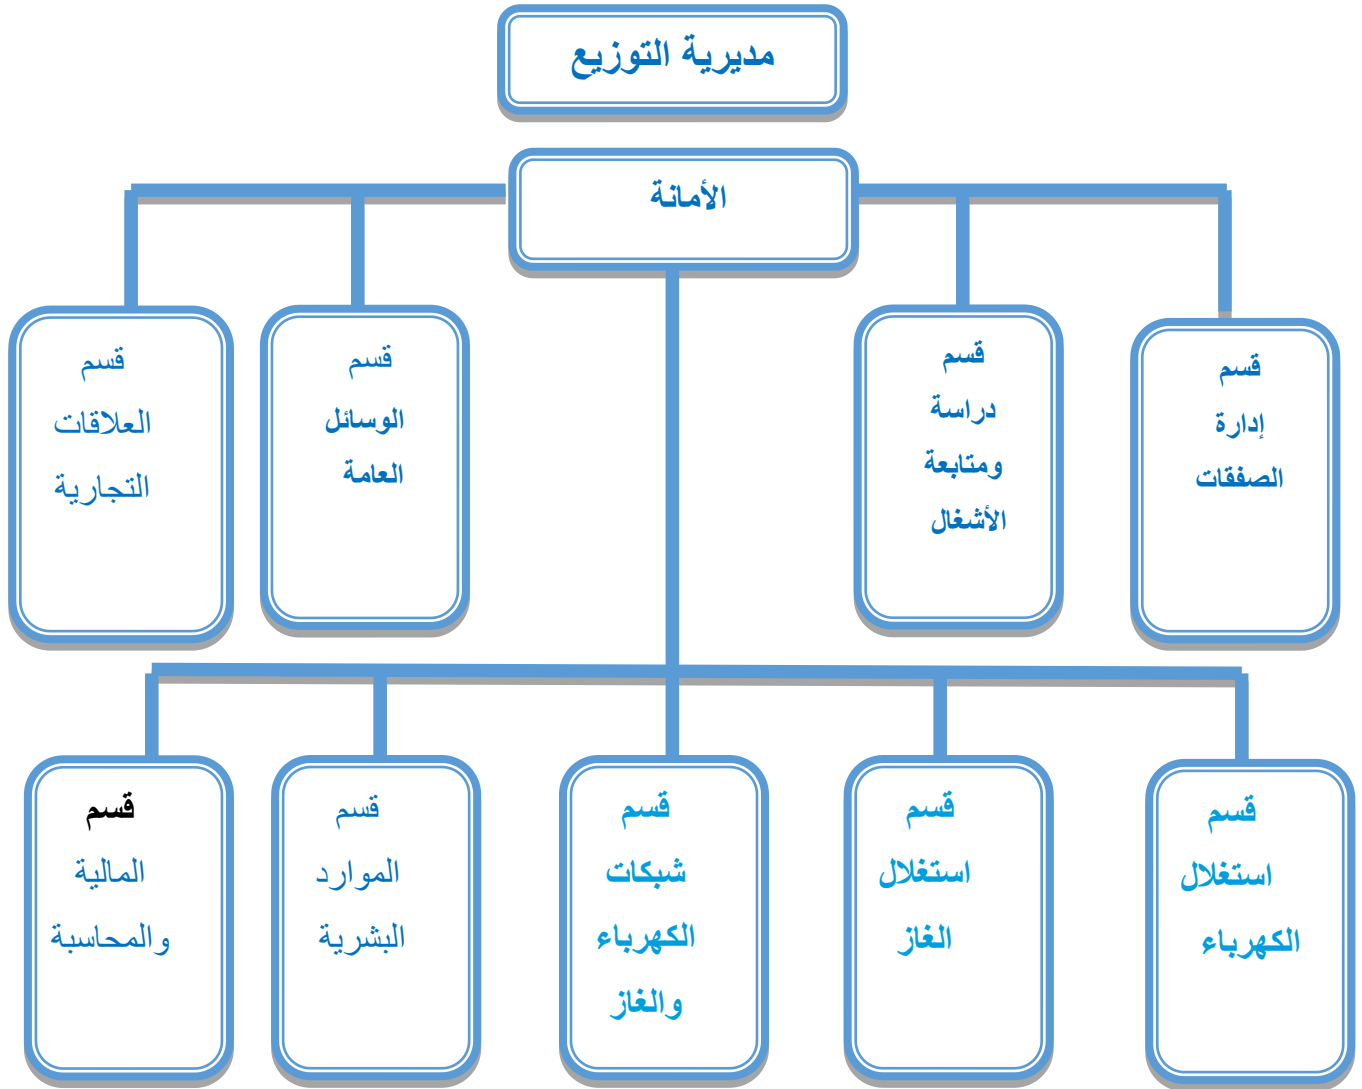 مديرية التوزيع
الأمانة
قسم
إدارة
الصفقات
قسم
دراسة
ومتابعة
الأشغال
قسم
الوسائل
العامة
قسم
العلاقات
التجارية
قسم
استغلال
الكهرباء
قسم
استغلال
الغاز
قسم
شبكات
الكهرباء
والغاز
قسم
الموارد
البشرية
قسم
المالية
والمحاسبة